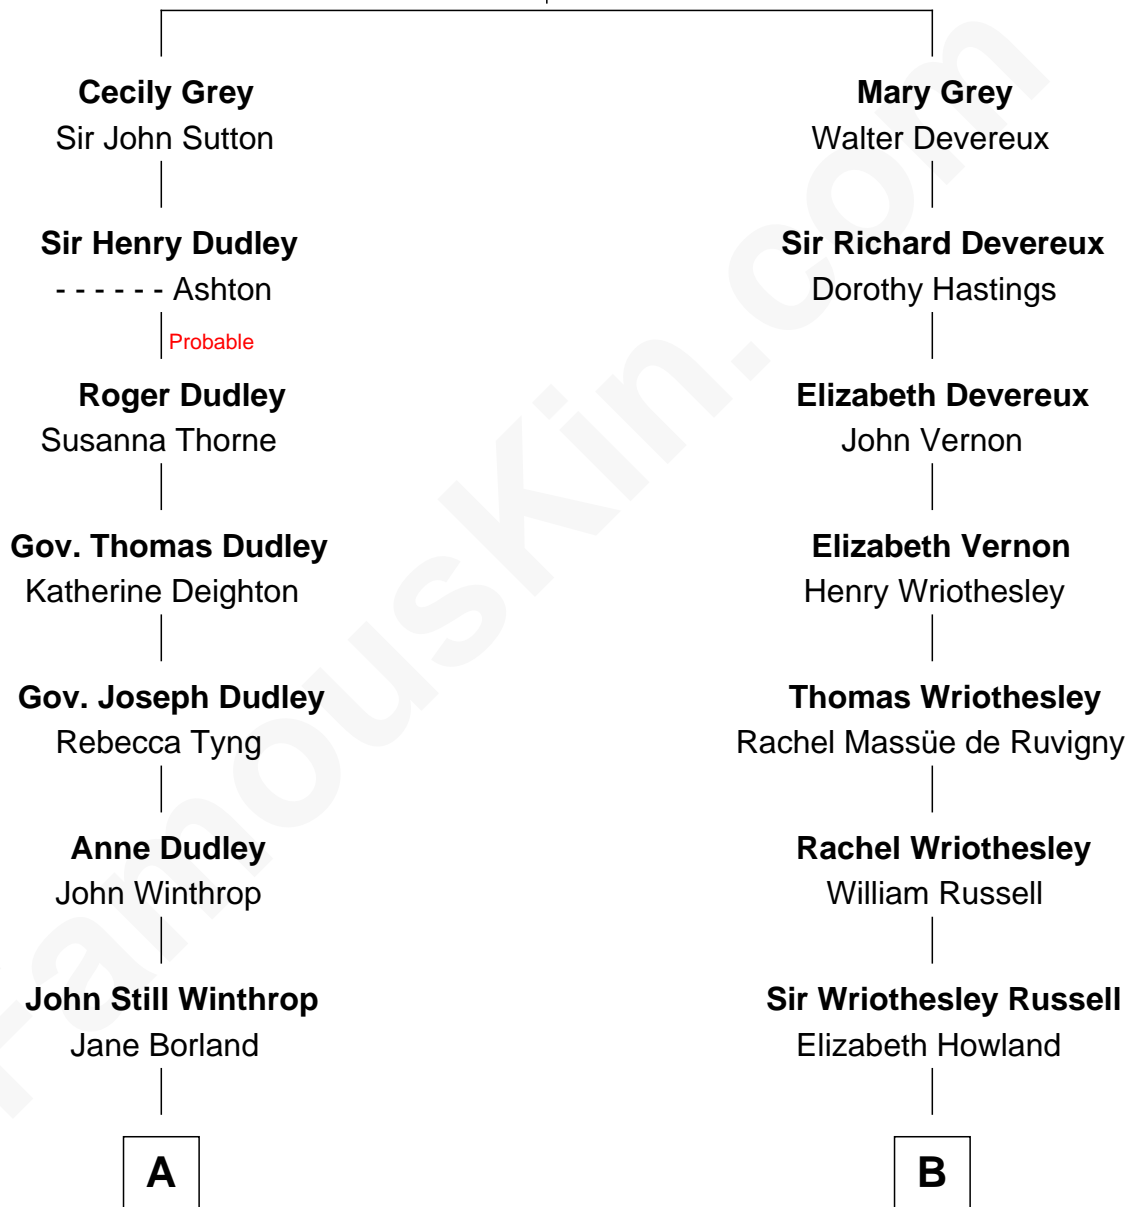 Cecily Grey
Sir John Sutton
Sir Henry Dudley
- - - - - - Ashton
Probable
Roger Dudley
Susanna Thorne
Gov. Thomas Dudley
Katherine Deighton
Gov. Joseph Dudley
Rebecca Tyng
Anne Dudley
John Winthrop
John Still Winthrop
Jane Borland
A
Mary Grey
Walter Devereux
Sir Richard Devereux
Dorothy Hastings
Elizabeth Devereux
John Vernon
Elizabeth Vernon
Henry Wriothesley
Thomas Wriothesley
Rachel Massüe de Ruvigny
Rachel Wriothesley
William Russell
Sir Wriothesley Russell
Elizabeth Howland
B
FamousKin.com